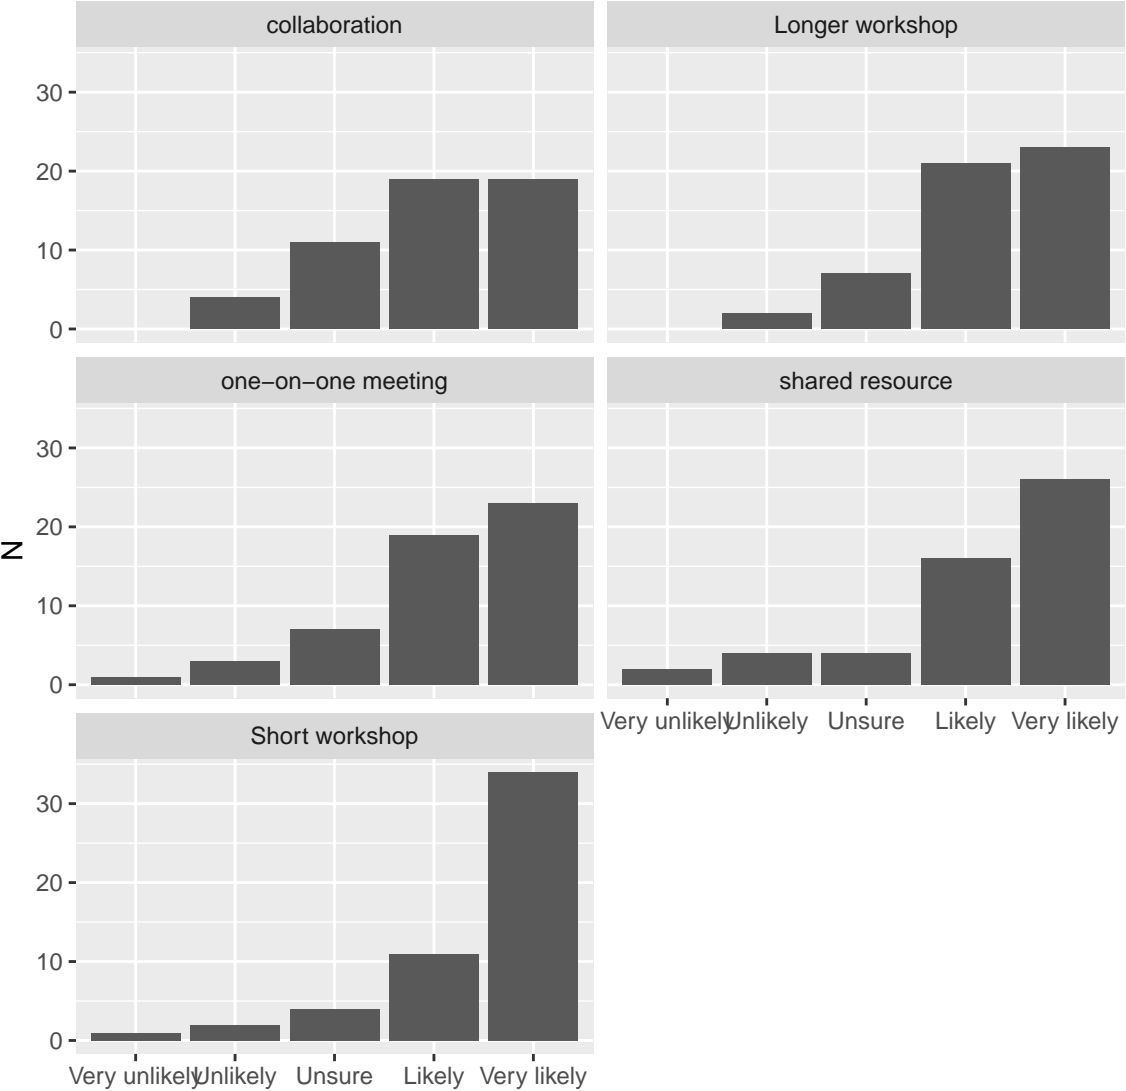 collaboration
Longer workshop
30
20
10
0
one−on−one meeting
shared resource
30
20
10
0
N
Very unlikely Unlikely Unsure Likely Very likely
Short workshop
30
20
10
0
Very unlikely Unlikely Unsure Likely Very likely